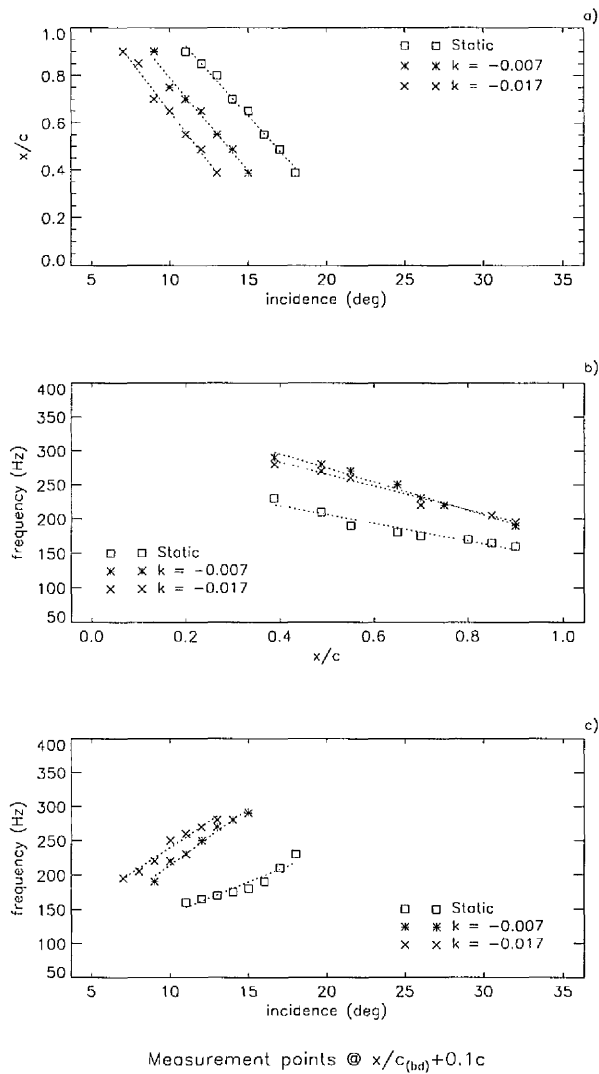 a)
1.0
0.8
0.6
0.4
0.2
0.0
x/c
Static
k = −0.007
k = −0.017
5 10 15 20 25 30 35
incidence (deg)
b)
400
350
300
250
200
150
100
50
frequency (Hz)
Static
k = −0.007
k = −0.017
0.0 0.2 0.4 0.6 0.8 1.0
x/c
c)
400
350
300
250
200
150
100
50
frequency (Hz)
Static
k = −0.007
k = −0.017
5 10 15 20 25 30 35
incidence (deg)
Measurement points @ x/c(bd)+0.1c